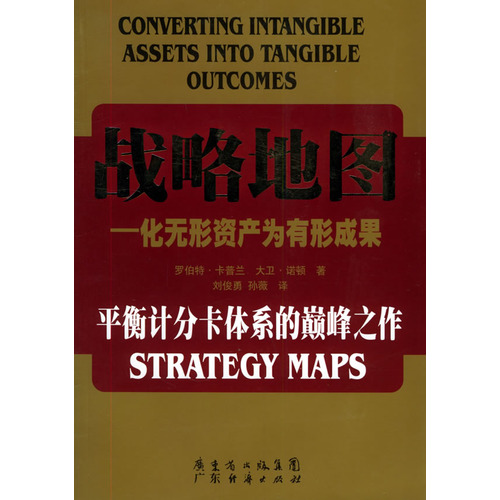 CONVERTING INTANGIBLE
ASSETS INTO TANGIBLE
OUTCOMES
战略地图
—化无形资产为有形成果
罗伯特·卡普兰 大卫·诺顿 著
刘俊勇 孙薇 译
平衡计分卡体系的巅峰之作
STRATEGY MAPS
广东省出版集团
广东经济出版社